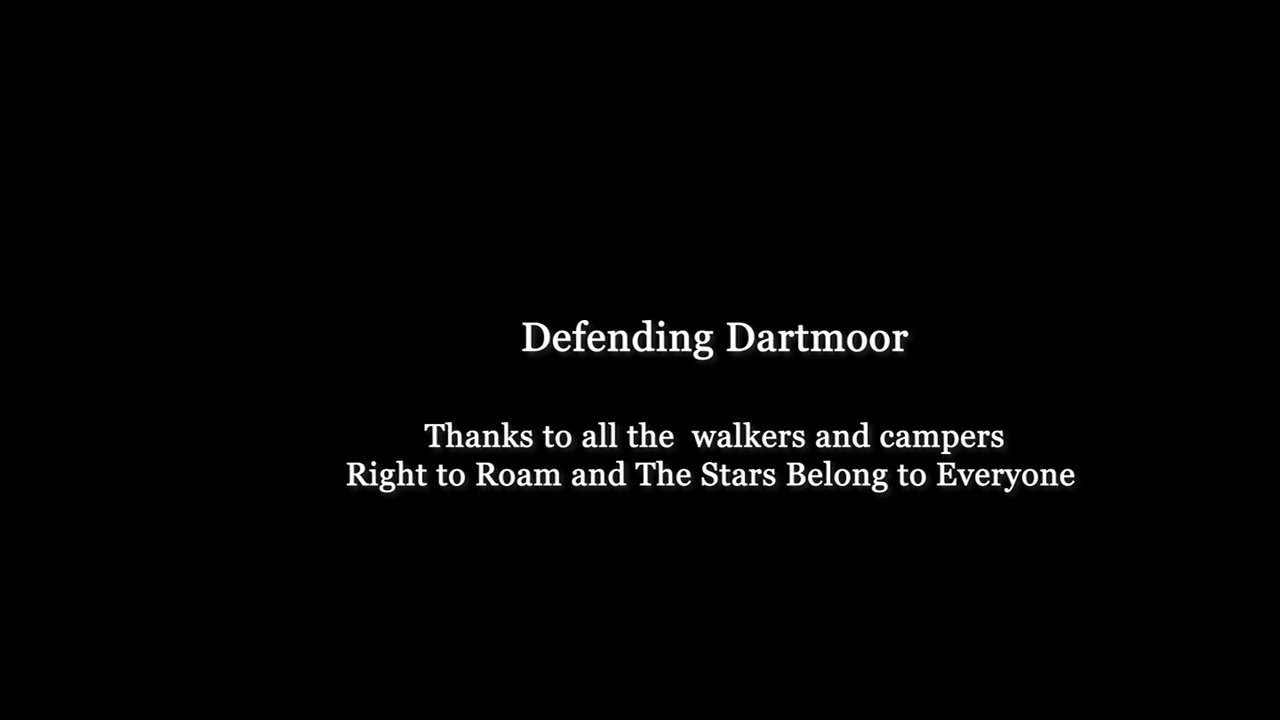 Defending Dartmoor
Thanks to all the  walkers and campers
Right to Roam and The Stars Belong to Everyone